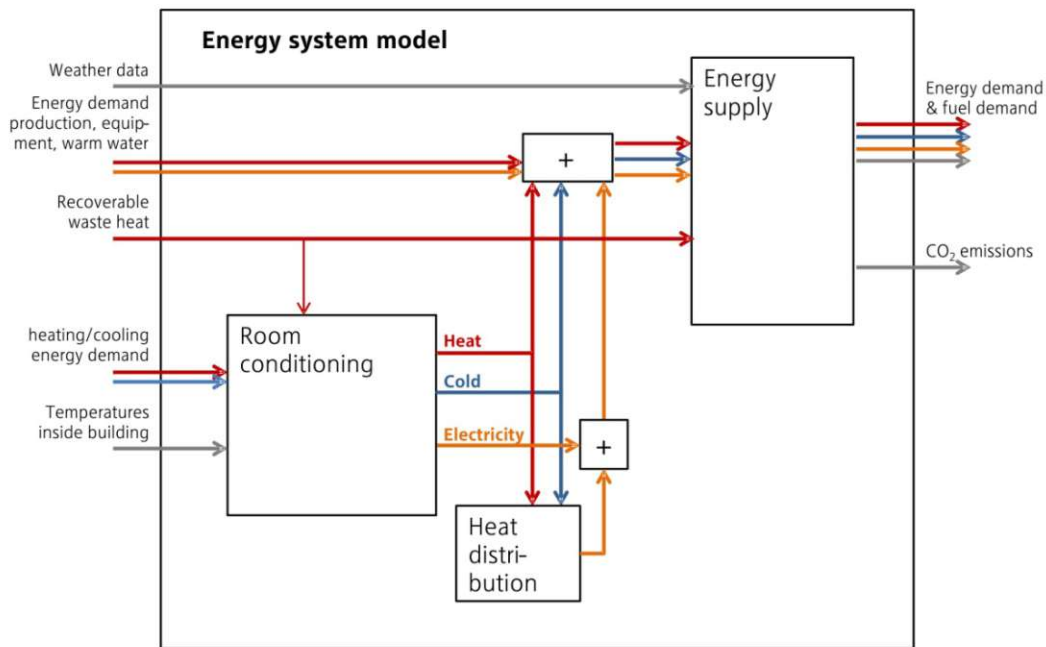 Energy system model
Weather data
Energy demand
production, equip-
ment, warm water
Recoverable
waste heat
heating/cooling
energy demand
Temperatures
inside building
Energy
supply
+
Room
conditioning
Heat
Cold
Electricity
+
Heat
distri-
bution
Energy demand
& fuel demand
CO₂ emissions